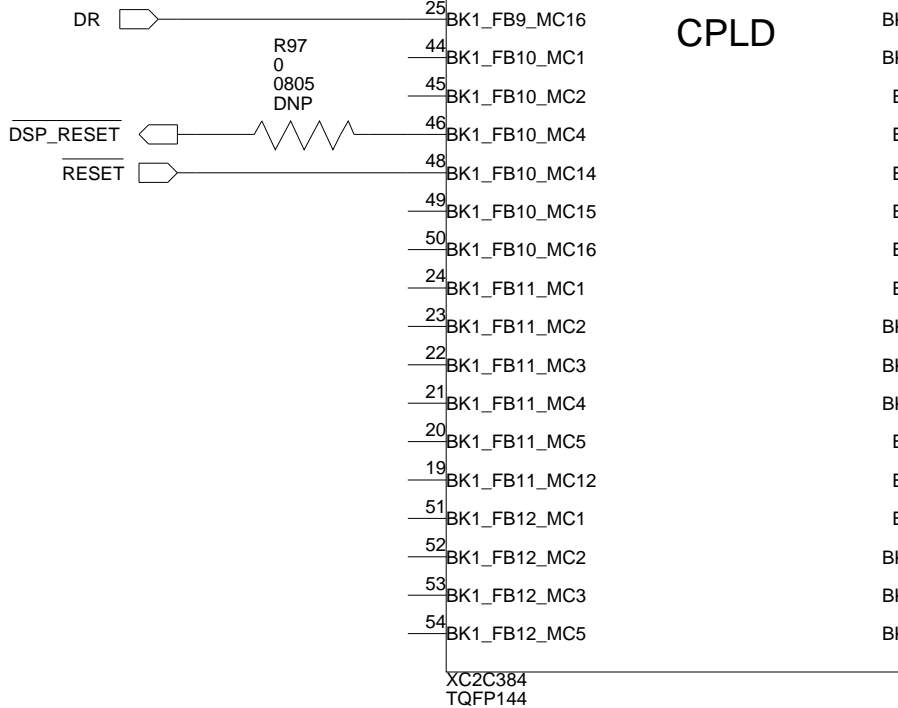 DR
25
BK1_FB9_MC16
CPLD
R97
0
0805
DNP
44
BK1_FB10_MC1
45
BK1_FB10_MC2
DSP_RESET
46
BK1_FB10_MC4
RESET
48
BK1_FB10_MC14
49
BK1_FB10_MC15
50
BK1_FB10_MC16
24
BK1_FB11_MC1
23
BK1_FB11_MC2
22
BK1_FB11_MC3
21
BK1_FB11_MC4
20
BK1_FB11_MC5
19
BK1_FB11_MC12
51
BK1_FB12_MC1
52
BK1_FB12_MC2
53
BK1_FB12_MC3
54
BK1_FB12_MC5
XC2C384
TQFP144